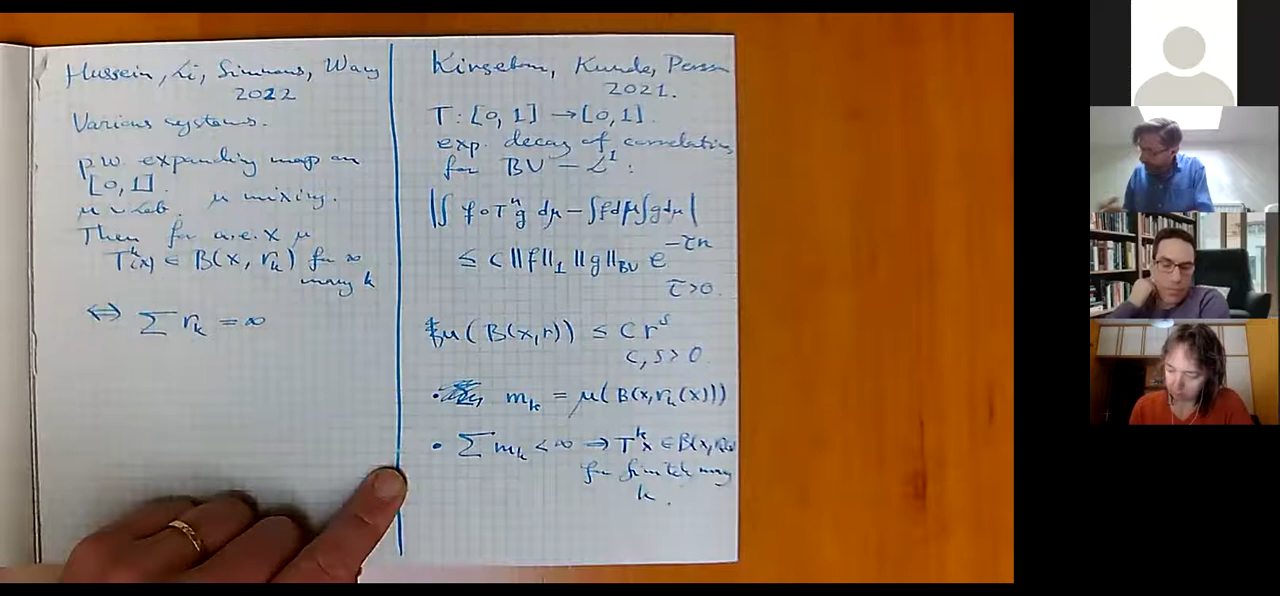 Hussein, Li, Simmons, Wang
2022
Various systems.
p.w. expanding map on
[0, 1].
μ ~ Leb. μ mixing.
Then for a.e. x μ
T^k(x) ∈ B(x, r_k) for ∞
many k
⟺ ∑ r_k = ∞
Kirsebom, Kunde, Persson
2021.
T : [0, 1] → [0, 1].
exp. decay of correlations
for BV – L^1 :
|∫ f∘T^n g dμ − ∫f dμ ∫g dμ|
≤ C ‖f‖_1 ‖g‖_BV e^{-τn}
τ > 0.
μ(B(x, r)) ≤ C r^s
C, s > 0.
• m_k = μ(B(x, r_k(x)))
• ∑ m_k < ∞ ⇒ T^k x ∈ B(x, r_k)
for finitely many
k.